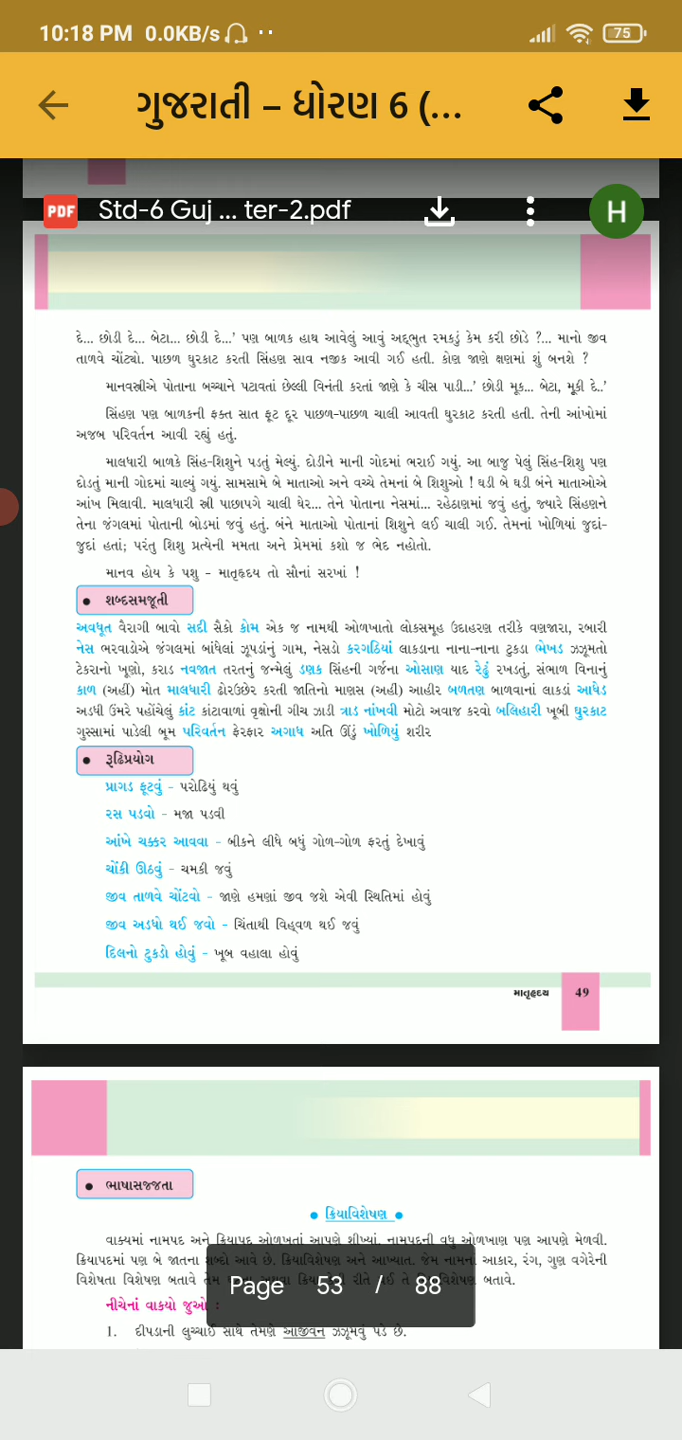 10:18 PM 0.0KB/s 75
ગુજરાતી – ધોરણ 6 (...
PDF Std-6 Guj ... ter-2.pdf H
દે... છોડી દે... બેટા... છોડી દે...’ પણ બાળક હાથ આવેલું આવું અદ્ભુત રમકડું કેમ કરી છોડે ?... માનો જીવ
તાળવે ચોંટ્યો. પાછળ ઘુરકાટ કરતી સિંહણ સાવ નજીક આવી ગઈ હતી. કોણ જાણે ક્ષણમાં શું બનશે ?
માનવસ્ત્રીએ પોતાના બચ્ચાને પટાવતાં છેલ્લી વિનંતી કરતાં જાણે કે ચીસ પાડી...’ છોડી મૂક... બેટા, મૂકી દે..’
સિંહણ પણ બાળકની ફક્ત સાત ફૂટ દૂર પાછળ-પાછળ ચાલી આવતી ઘુરકાટ કરતી હતી. તેની આંખોમાં
અજબ પરિવર્તન આવી રહ્યું હતું.
માલધારી બાળકે સિંહ-શિશુને પડતું મેલ્યું. દોડીને માની ગોદમાં ભરાઈ ગયું. આ બાજુ પેલું સિંહ-શિશુ પણ
દોડતું માની ગોદમાં ચાલ્યું ગયું. સામસામે બે માતાઓ અને વચ્ચે તેમનાં બે શિશુઓ ! ઘડી બે ઘડી બંને માતાઓએ
આંખ મિલાવી. માલધારી સ્ત્રી પાછાપગે ચાલી ઘેર... તેને પોતાના નેસમાં... રહેઠાણમાં જવું હતું, જ્યારે સિંહણને
તેના જંગલમાં પોતાની બોડમાં જવું હતું. બંને માતાઓ પોતાનાં શિશુને લઈ ચાલી ગઈ. તેમનાં ખોળિયાં જુદાં-
જુદાં હતાં; પરંતુ શિશુ પ્રત્યેની મમતા અને પ્રેમમાં કશો જ ભેદ નહોતો.
માનવ હોય કે પશુ - માતૃહૃદય તો સૌનાં સરખાં !
● શબ્દસમજૂતી
અવધૂત વૈરાગી બાવો સદી સૈકો કોમ એક જ નામથી ઓળખાતો લોકસમૂહ ઉદાહરણ તરીકે વણજારા, રબારી
નેસ ભરવાડોએ જંગલમાં બાંધેલાં ઝૂપડાંનું ગામ, નેસડો કરગઠિયાં લાકડાના નાના-નાના ટુકડા ભેખડ ઝઝૂમતો
ટેકરાનો ખૂણો, કરાડ નવજાત તરતનું જન્મેલું ડણક સિંહની ગર્જના ઓસાણ યાદ રેઢું રખડતું, સંભાળ વિનાનું
કાળ (અહીં) મોત માલધારી ઢોરઉછેર કરતી જાતિનો માણસ (અહીં) આહીર બળતણ બાળવાનાં લાકડાં આધેડ
અડધી ઉંમરે પહોંચેલું કાંટ કાંટાવાળાં વૃક્ષોની ગીચ ઝાડી ત્રાડ નાંખવી મોટો અવાજ કરવો બલિહારી ખૂબી ઘુરકાટ
ગુસ્સામાં પાડેલી બૂમ પરિવર્તન ફેરફાર અગાધ અતિ ઊંડું ખોળિયું શરીર
● રૂઢિપ્રયોગ
પ્રાગડ ફૂટવું - પરોઢિયું થવું
રસ પડવો - મજા પડવી
આંખે ચક્કર આવવા - બીકને લીધે બધું ગોળ-ગોળ ફરતું દેખાવું
ચોંકી ઊઠવું - ચમકી જવું
જીવ તાળવે ચોંટવો - જાણે હમણાં જીવ જશે એવી સ્થિતિમાં હોવું
જીવ અડધો થઈ જવો - ચિંતાથી વિહ્વળ થઈ જવું
દિલનો ટુકડો હોવું - ખૂબ વહાલા હોવું
માતૃહૃદય 49
● ભાષાસજ્જતા
● ક્રિયાવિશેષણ ●
વાક્યમાં નામપદ અને ક્રિયાપદ ઓળખતાં આપણે શીખ્યાં. નામપદની વધુ ઓળખાણ પણ આપણે મેળવી.
ક્રિયાપદમાં પણ બે જાતના શબ્દો આવે છે. ક્રિયાવિશેષણ અને આખ્યાત. જેમ નામનાં આકાર, રંગ, ગુણ વગેરેની
વિશેષતા વિશેષણ બતાવે તેમ રીતે તે વિશેષણ બતાવે.
Page 53 / 88
નીચેનાં વાક્યો જુઓ :
1. દીપડાની લુચ્ચાઈ સાથે તેમણે આજીવન ઝઝૂમવું પડે છે.